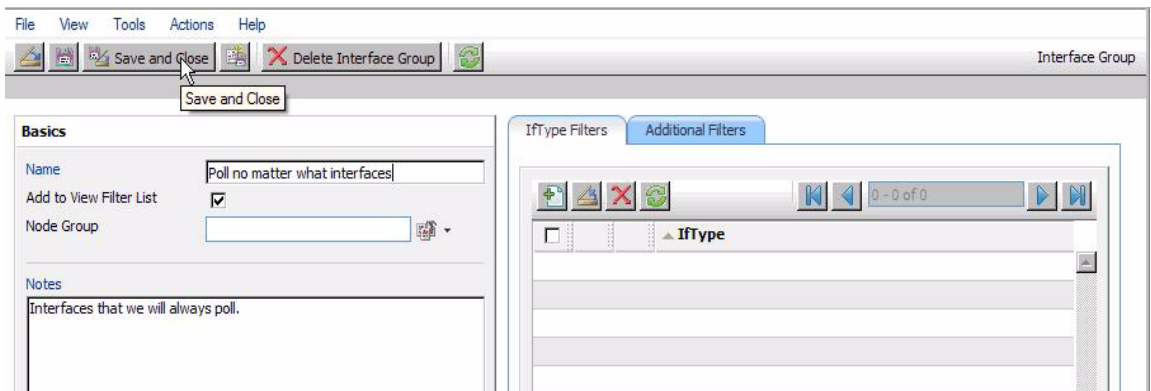 File View Tools Actions Help
Save and Close Delete Interface Group Interface Group
Save and Close
Basics
Name Poll no matter what interfaces
Add to View Filter List
Node Group
Notes
Interfaces that we will always poll.
IfType Filters Additional Filters
0 - 0 of 0
IfType